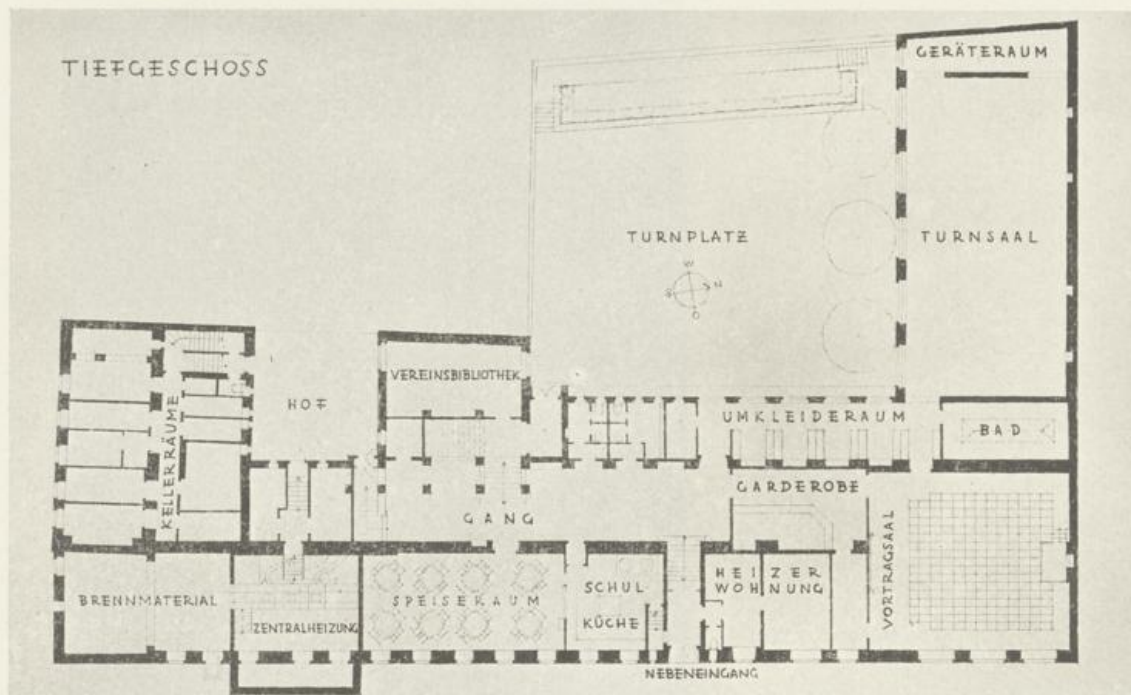 TIEFGESCHOSS
GERÄTERAUM
TURNPLATZ
TURNSAAL
W
N
S
O
VEREINSBIBLIOTHEK
HOF
KELLERRÄUME
UMKLEIDERAUM
BAD
GARDEROBE
GANG
VORTRAGSAAL
BRENNMATERIAL
ZENTRALHEIZUNG
SPEISERAUM
SCHUL
KÜCHE
HEIZER
WOHNUNG
NEBENEINGANG